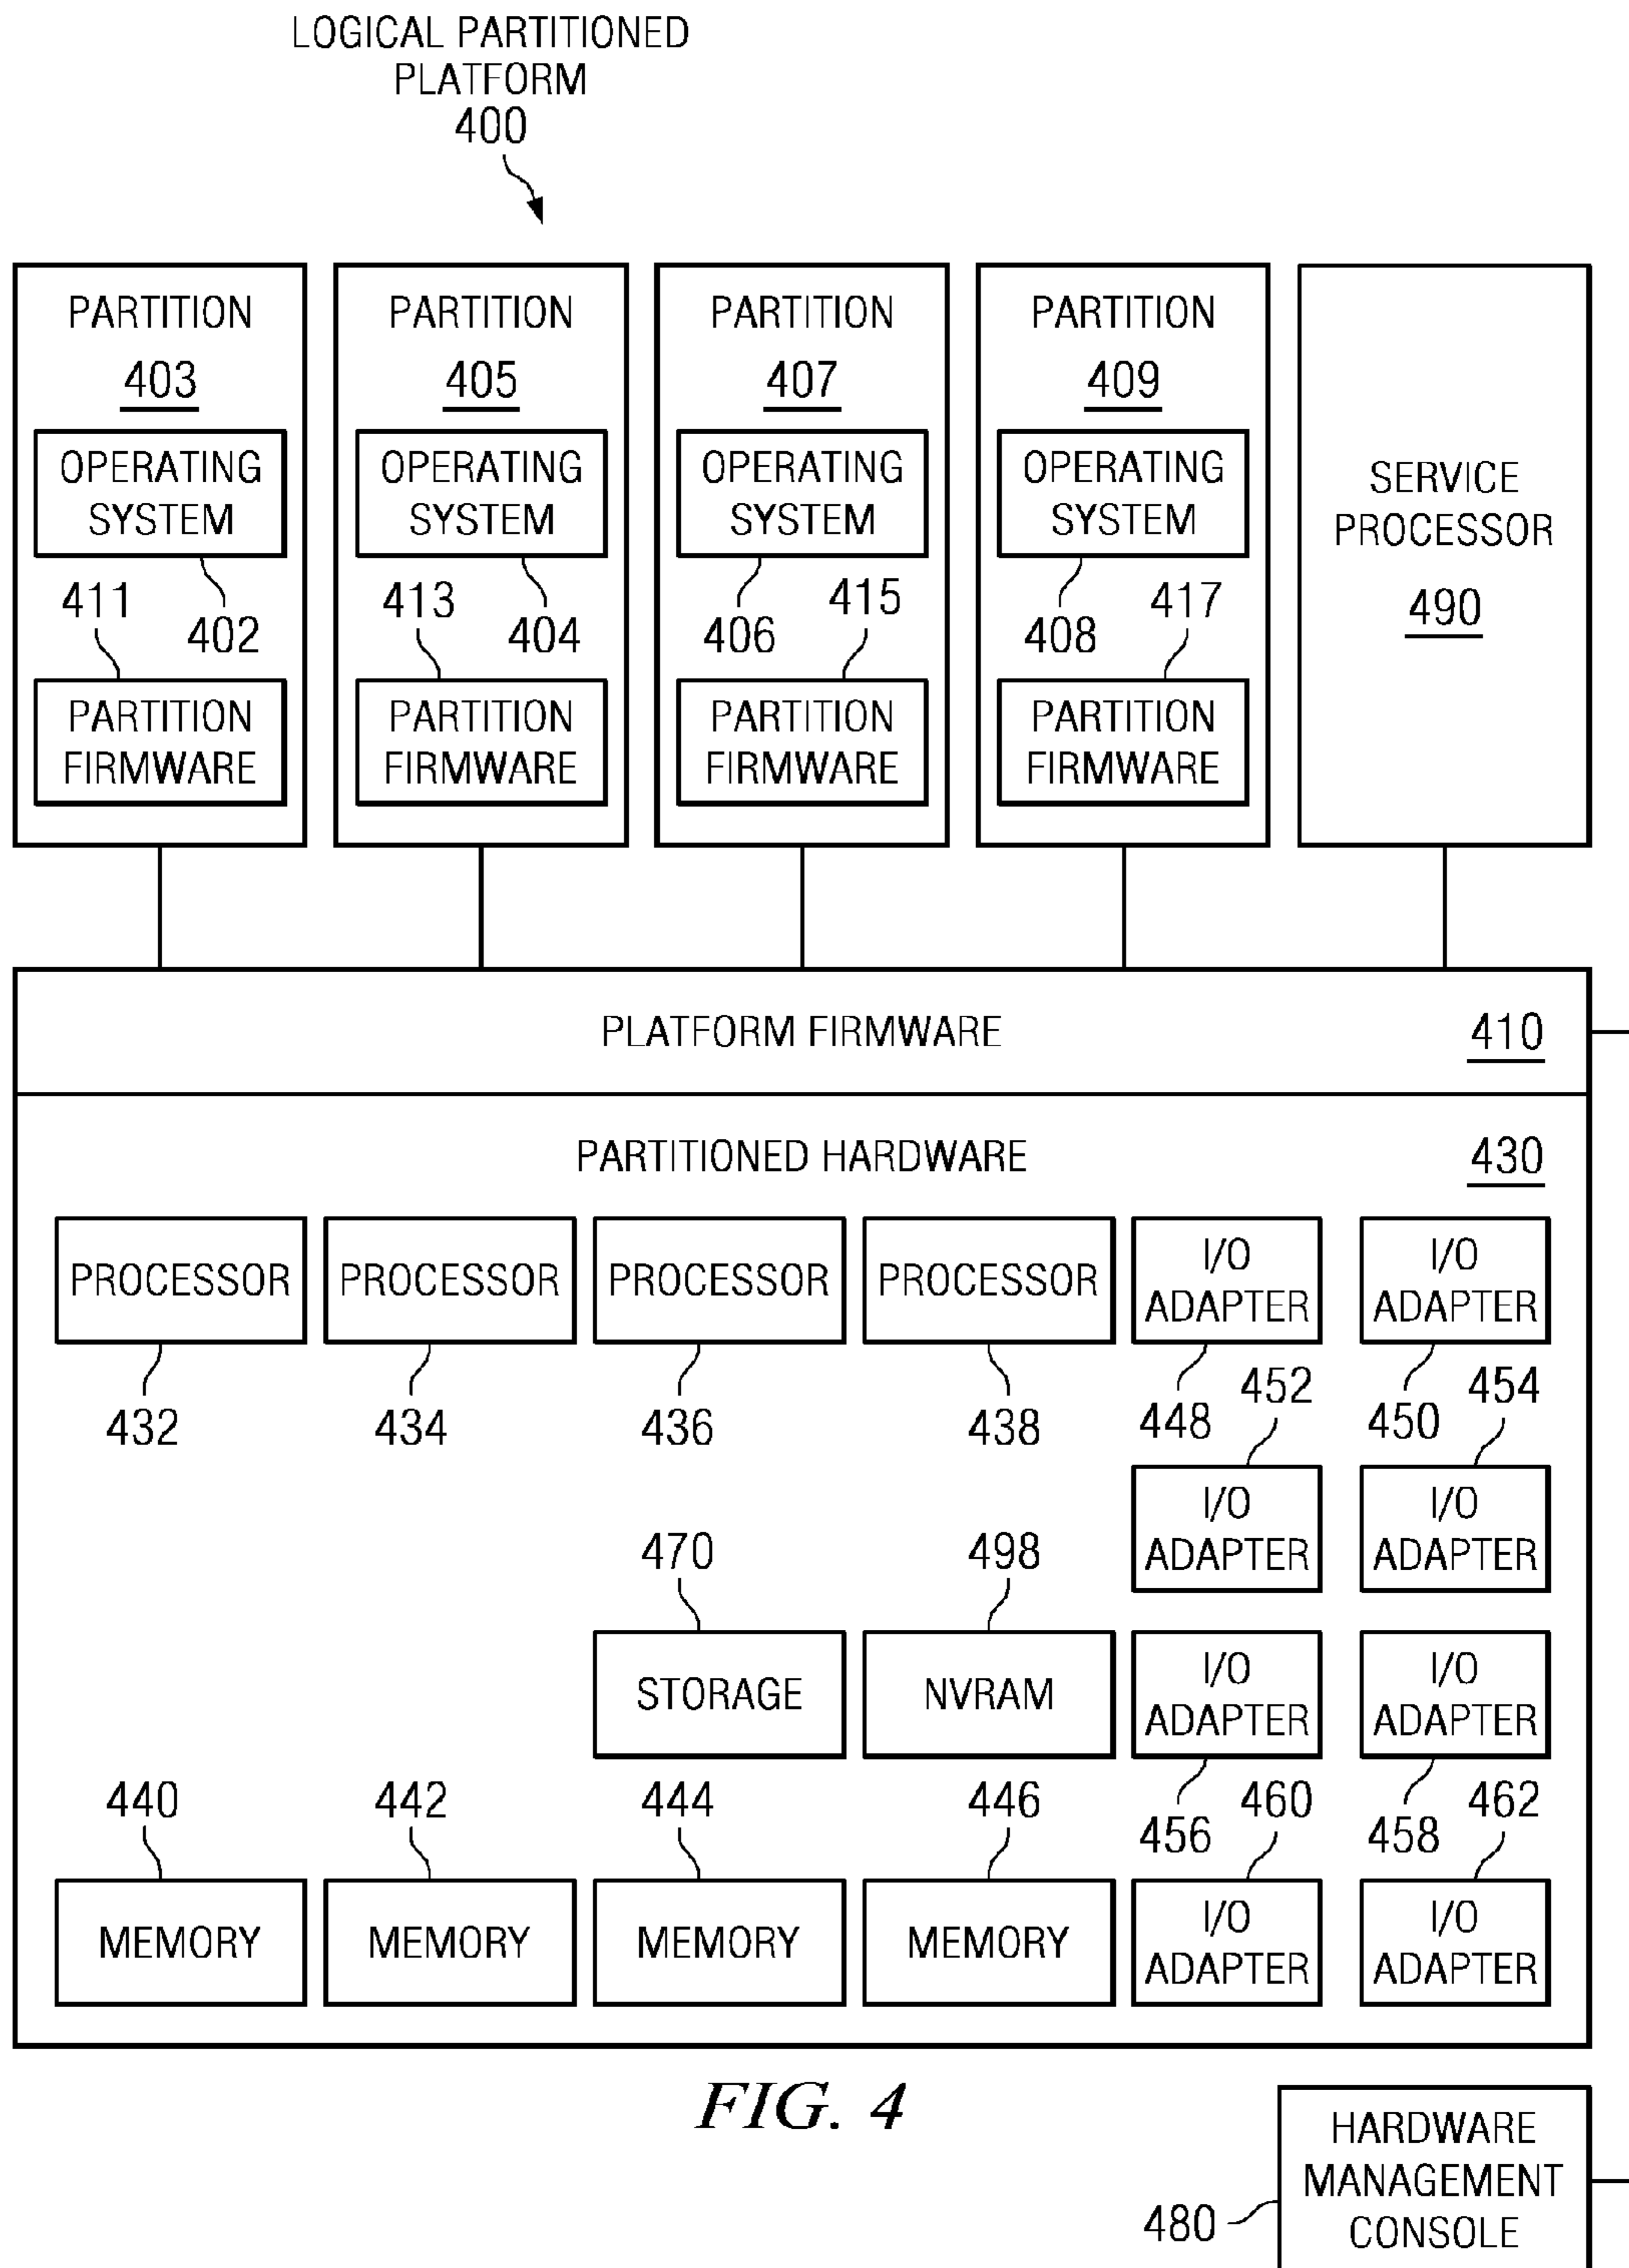 LOGICAL PARTITIONED
PLATFORM
400
PARTITION
403
OPERATING
SYSTEM
411
402
PARTITION
FIRMWARE
PARTITION
405
OPERATING
SYSTEM
413
404
PARTITION
FIRMWARE
PARTITION
407
OPERATING
SYSTEM
406
415
PARTITION
FIRMWARE
PARTITION
409
OPERATING
SYSTEM
408
417
PARTITION
FIRMWARE
SERVICE
PROCESSOR
490
PLATFORM FIRMWARE
410
PARTITIONED HARDWARE
430
PROCESSOR
432
PROCESSOR
434
PROCESSOR
436
PROCESSOR
438
I/O
ADAPTER
448
I/O
ADAPTER
450
452
I/O
ADAPTER
454
I/O
ADAPTER
470
STORAGE
498
NVRAM
I/O
ADAPTER
456
I/O
ADAPTER
458
440
MEMORY
442
MEMORY
444
MEMORY
446
MEMORY
460
I/O
ADAPTER
462
I/O
ADAPTER
FIG. 4
480
HARDWARE
MANAGEMENT
CONSOLE